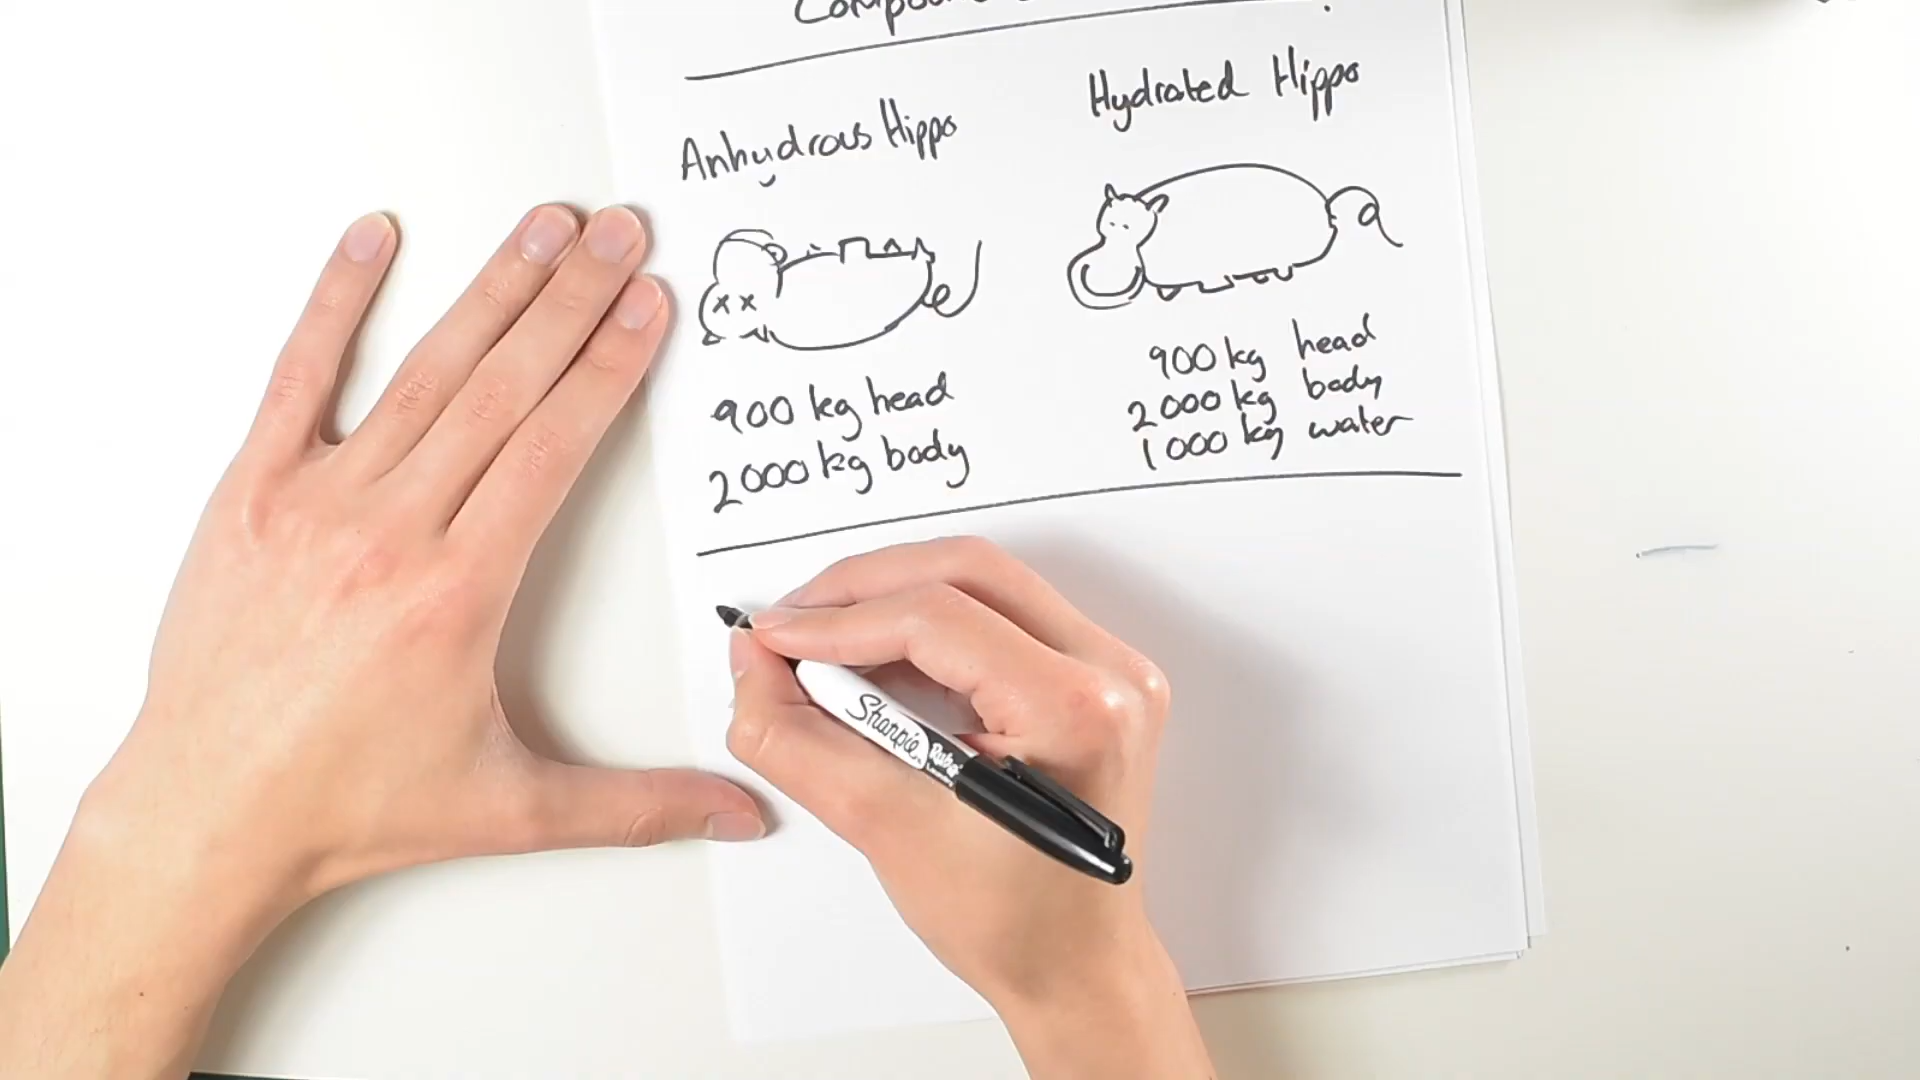 Anhydrous Hippo
900 kg head
2000 kg body
Hydrated Hippo
900 kg head
2000 kg body
1000 kg water
Sharpie